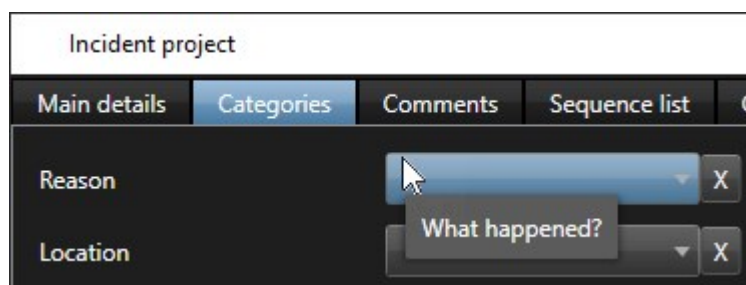 Incident project
Main details Categories Comments Sequence list
Reason X
What happened?
Location X